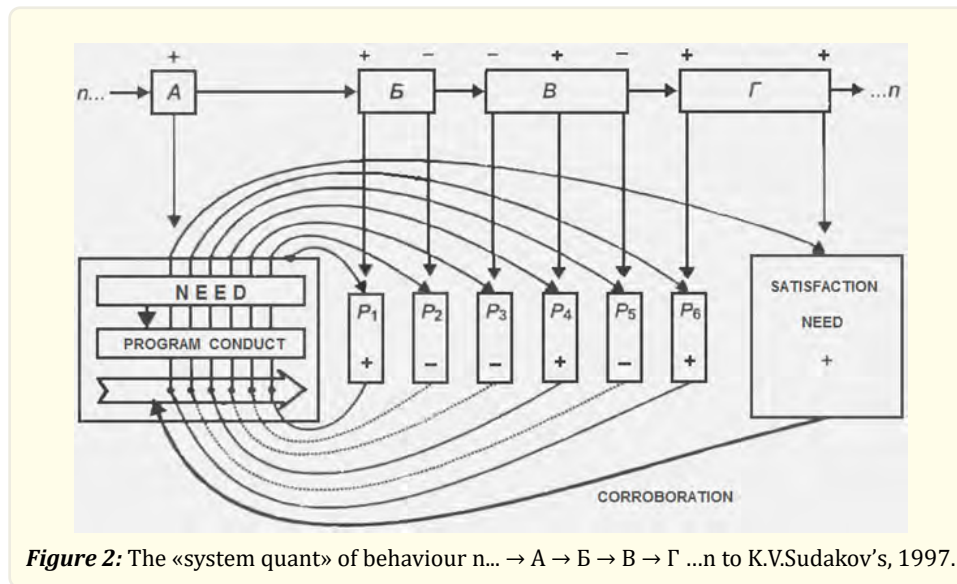 + + − − + − + +
n... А Б В Г ...n
NEED
PROGRAM CONDUCT
P1 P2 P3 P4 P5 P6
+ − − + − +
SATISFACTION
NEED
+
CORROBORATION
Figure 2: The «system quant» of behaviour n... → А → Б → В → Г ...n to K.V.Sudakov's, 1997.